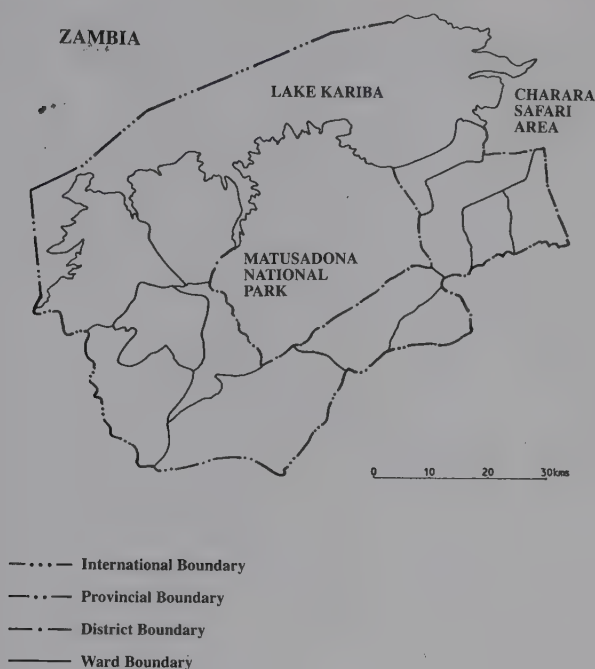 ZAMBIA
LAKE KARIBA
CHARARA
SAFARI
AREA
MATUSADONA
NATIONAL
PARK
0 10 20 30kms
International Boundary
Provincial Boundary
District Boundary
Ward Boundary